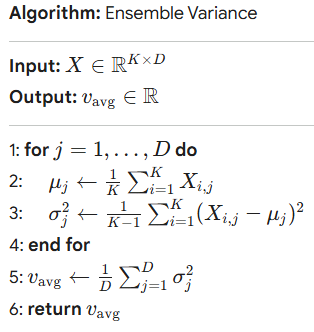 Algorithm: Ensemble Variance
Input: $X \in \mathbb{R}^{K \times D}$
Output: $v_{\text{avg}} \in \mathbb{R}$
1: for $j = 1, \ldots, D$ do
2: $\mu_j \leftarrow \frac{1}{K} \sum_{i=1}^{K} X_{i,j}$
3: $\sigma_j^2 \leftarrow \frac{1}{K-1} \sum_{i=1}^{K} (X_{i,j} - \mu_j)^2$
4: end for
5: $v_{\text{avg}} \leftarrow \frac{1}{D} \sum_{j=1}^{D} \sigma_j^2$
6: return $v_{\text{avg}}$